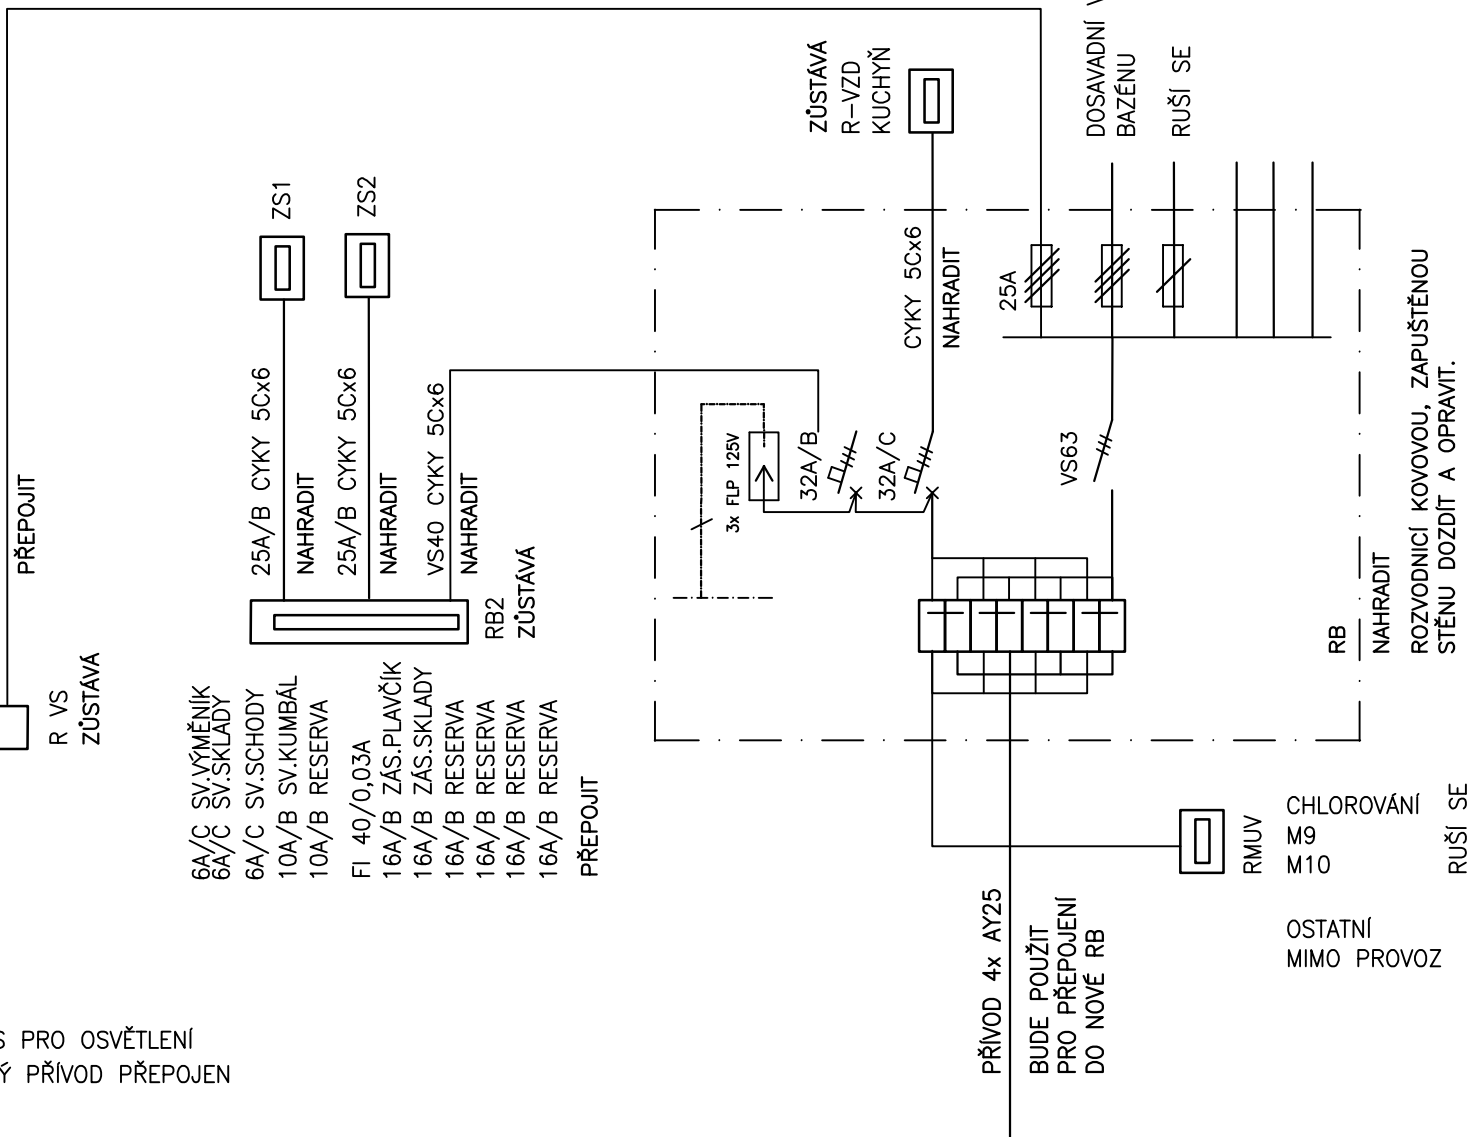 PŘEPOJIT
R VS
ZŮSTÁVÁ
ZS1
ZS2
25A/B CYKY 5Cx6
NAHRADIT
25A/B CYKY 5Cx6
NAHRADIT
VS40 CYKY 5Cx6
NAHRADIT
RB2
ZŮSTÁVÁ
6A/C SV.VÝMĚNÍK
6A/C SV.SKLADY
6A/C SV.SCHODY
10A/B SV.KUMBÁL
10A/B RESERVA
FI 40/0,03A
16A/B ZÁS.PLAVČÍK
16A/B ZÁS.SKLADY
16A/B RESERVA
16A/B RESERVA
16A/B RESERVA
16A/B RESERVA
PŘEPOJIT
ZŮSTÁVÁ
R-VZD
KUCHYŇ
CYKY 5Cx6
NAHRADIT
3x FLP 125V
32A/B
32A/C
25A
VS63
DOSAVADNÍ
BAZÉNU
RUŠÍ SE
RB
NAHRADIT
ROZVODNICÍ KOVOVOU, ZAPUŠTĚNOU
STĚNU DOZDÍT A OPRAVIT.
RMUV
CHLOROVÁNÍ
M9
M10
RUŠÍ SE
OSTATNÍ
MIMO PROVOZ
PŘÍVOD 4x AY25
BUDE POUŽIT
PRO PŘEPOJENÍ
DO NOVÉ RB
S PRO OSVĚTLENÍ
Ý PŘÍVOD PŘEPOJEN